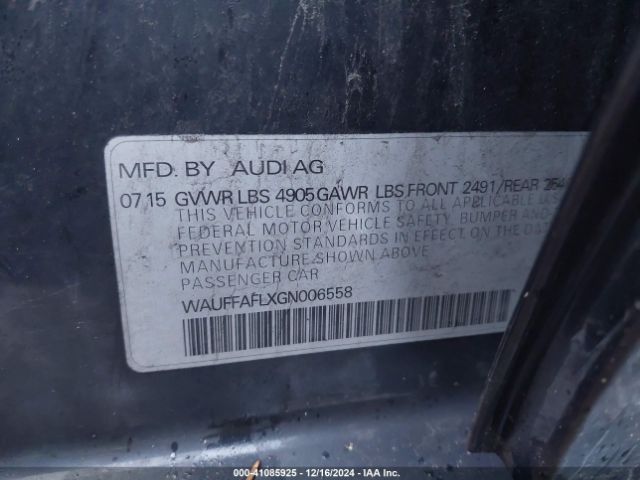 MFD. BY AUDI AG
07 15 GVWR LBS 4905 GAWR LBS FRONT 2491/REAR
THIS VEHICLE CONFORMS TO ALL APPLICABLE
FEDERAL MOTOR VEHICLE SAFETY, BUMPER AND
PREVENTION STANDARDS IN EFFECT ON THE
MANUFACTURE SHOWN ABOVE
PASSENGER CAR
WAUFFAFLXGN006558
000-41085925 - 12/16/2024 - IAA Inc.